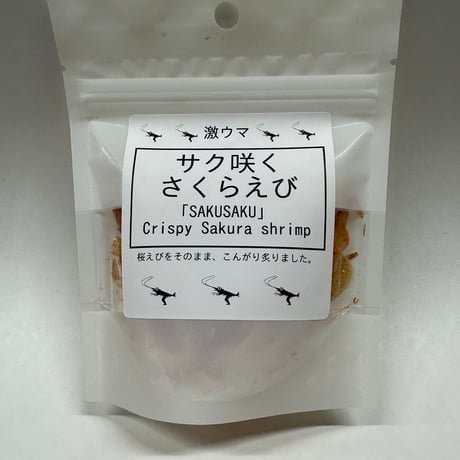 激ウマ
サク咲く
さくらえび
「SAKUSAKU」
Crispy Sakura shrimp
桜えびをそのまま、こんがり炙りました。